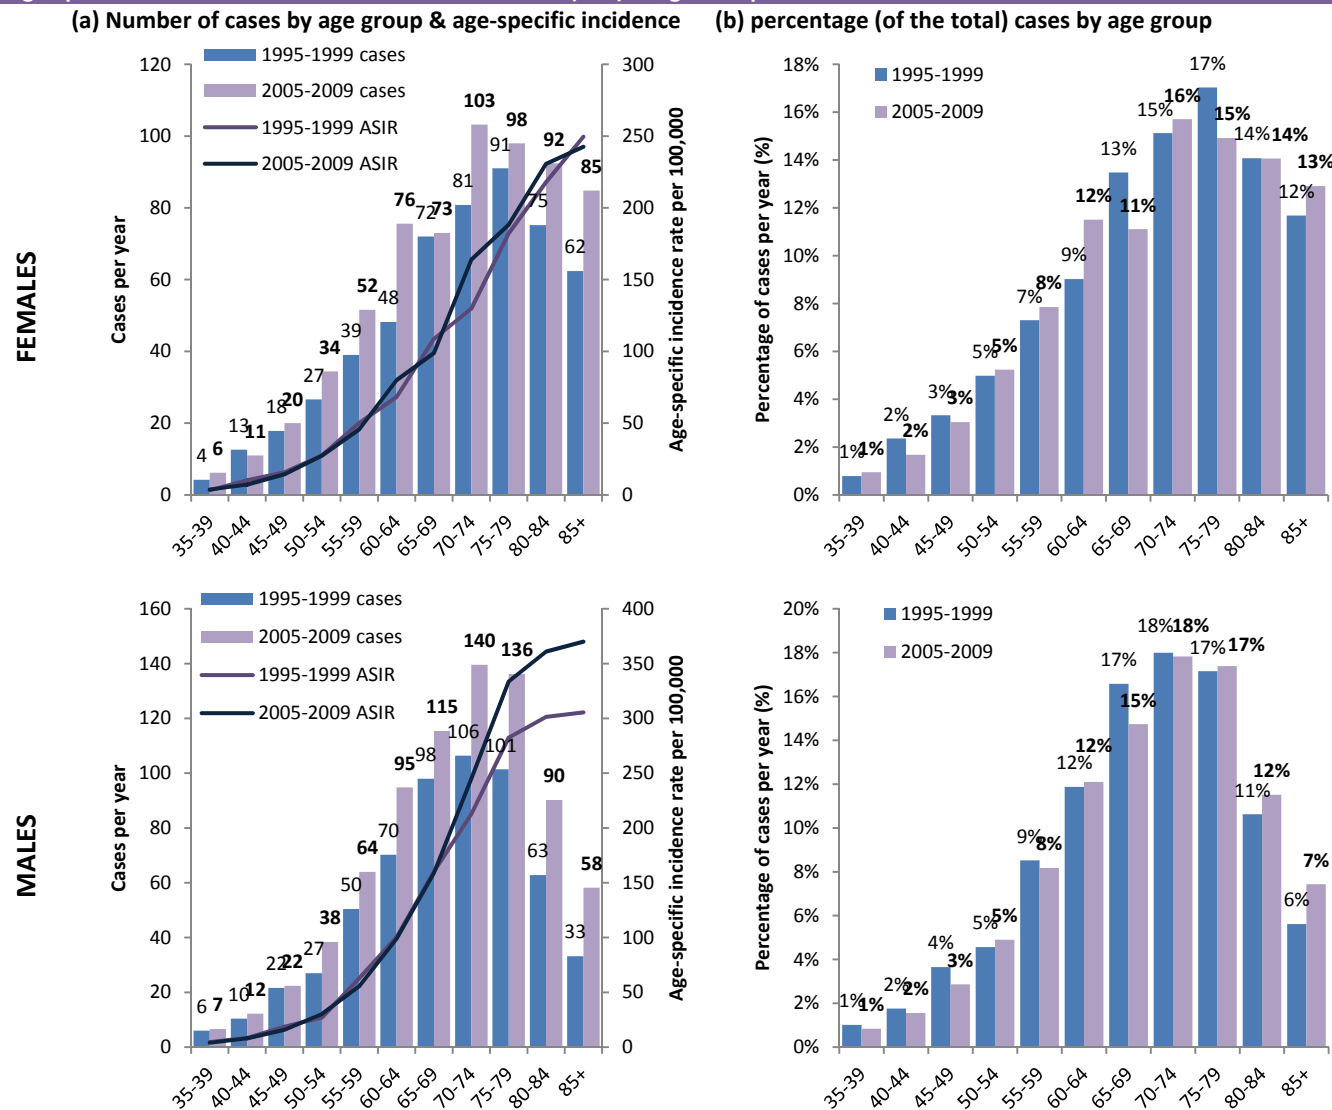 (a) Number of cases by age group & age-specific incidence
(b) percentage (of the total) cases by age group
FEMALES
1995-1999 cases
2005-2009 cases
1995-1999 ASIR
2005-2009 ASIR
Cases per year
120
100
80
60
40
20
0
4 6 13 11 18 20 27 34 39 52 48 76 72 73 81 103 91 98 75 92 62 85
300
250
200
150
100
50
0
Age-specific incidence rate per 100,000
35-39 40-44 45-49 50-54 55-59 60-64 65-69 70-74 75-79 80-84 85+
1995-1999
2005-2009
Percentage of cases per year (%)
18%
16%
14%
12%
10%
8%
6%
4%
2%
0%
1% 1% 2% 2% 3% 3% 5% 5% 7% 8% 9% 12% 13% 11% 15% 16% 17% 15% 14% 14% 12% 13%
35-39 40-44 45-49 50-54 55-59 60-64 65-69 70-74 75-79 80-84 85+
MALES
1995-1999 cases
2005-2009 cases
1995-1999 ASIR
2005-2009 ASIR
Cases per year
160
140
120
100
80
60
40
20
0
6 7 10 12 22 22 27 38 50 64 70 95 98 115 106 140 101 136 63 90 33 58
400
350
300
250
200
150
100
50
0
Age-specific incidence rate per 100,000
35-39 40-44 45-49 50-54 55-59 60-64 65-69 70-74 75-79 80-84 85+
1995-1999
2005-2009
Percentage of cases per year (%)
20%
18%
16%
14%
12%
10%
8%
6%
4%
2%
0%
1% 1% 2% 2% 4% 3% 5% 5% 9% 8% 12% 12% 17% 15% 18% 18% 17% 17% 11% 12% 6% 7%
35-39 40-44 45-49 50-54 55-59 60-64 65-69 70-74 75-79 80-84 85+